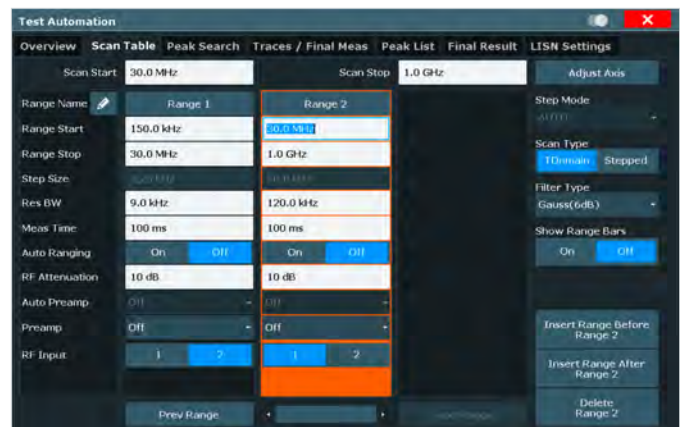 Test Automation
Overview Scan Table Peak Search Traces / Final Meas Peak List Final Result LISN Settings
Scan Start 30.0 MHz Scan Stop 1.0 GHz Adjust Axis
Range Name Range 1 Range 2 Step Mode
Range Start 150.0 kHz 30.0 MHz AUTO
Range Stop 30.0 MHz 1.0 GHz Scan Type
TDomain Stepped
Step Size
Filter Type
Res BW 9.0 kHz 120.0 kHz Gauss(6dB)
Meas Time 100 ms 100 ms Show Range Bars
Auto Ranging On Off On Off On Off
RF Attenuation 10 dB 10 dB
Auto Preamp Off Off
Preamp Off Off Insert Range Before Range 2
RF Input 1 2 1 2
Insert Range After Range 2
Prev Range Delete Range 2